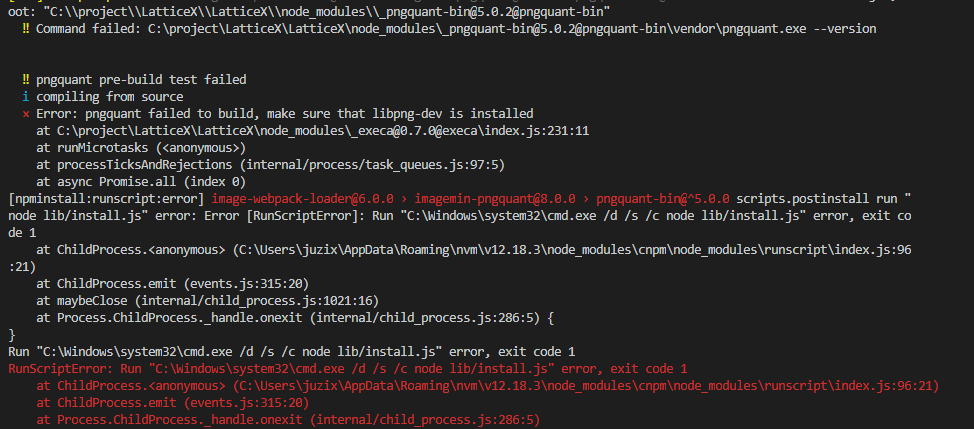 oot: "C:\\project\\LatticeX\\LatticeX\\node_modules\\_pngquant-bin@5.0.2@pngquant-bin"
!! Command failed: C:\project\LatticeX\LatticeX\node_modules\_pngquant-bin@5.0.2@pngquant-bin\vendor\pngquant.exe --version
!! pngquant pre-build test failed
i compiling from source
× Error: pngquant failed to build, make sure that libpng-dev is installed
at C:\project\LatticeX\LatticeX\node_modules\_execa@0.7.0@execa\index.js:231:11
at runMicrotasks (<anonymous>)
at processTicksAndRejections (internal/process/task_queues.js:97:5)
at async Promise.all (index 0)
[npminstall:runscript:error] image-webpack-loader@6.0.0 › imagemin-pngquant@8.0.0 › pngquant-bin@^5.0.0 scripts.postinstall run "
node lib/install.js" error: Error [RunScriptError]: Run "C:\Windows\system32\cmd.exe /d /s /c node lib/install.js" error, exit co
de 1
at ChildProcess.<anonymous> (C:\Users\juzix\AppData\Roaming\nvm\v12.18.3\node_modules\cnpm\node_modules\runscript\index.js:96
:21)
at ChildProcess.emit (events.js:315:20)
at maybeClose (internal/child_process.js:1021:16)
at Process.ChildProcess._handle.onexit (internal/child_process.js:286:5) {
}
Run "C:\Windows\system32\cmd.exe /d /s /c node lib/install.js" error, exit code 1
RunScriptError: Run "C:\Windows\system32\cmd.exe /d /s /c node lib/install.js" error, exit code 1
at ChildProcess.<anonymous> (C:\Users\juzix\AppData\Roaming\nvm\v12.18.3\node_modules\cnpm\node_modules\runscript\index.js:96:21)
at ChildProcess.emit (events.js:315:20)
at Process.ChildProcess._handle.onexit (internal/child_process.js:286:5)